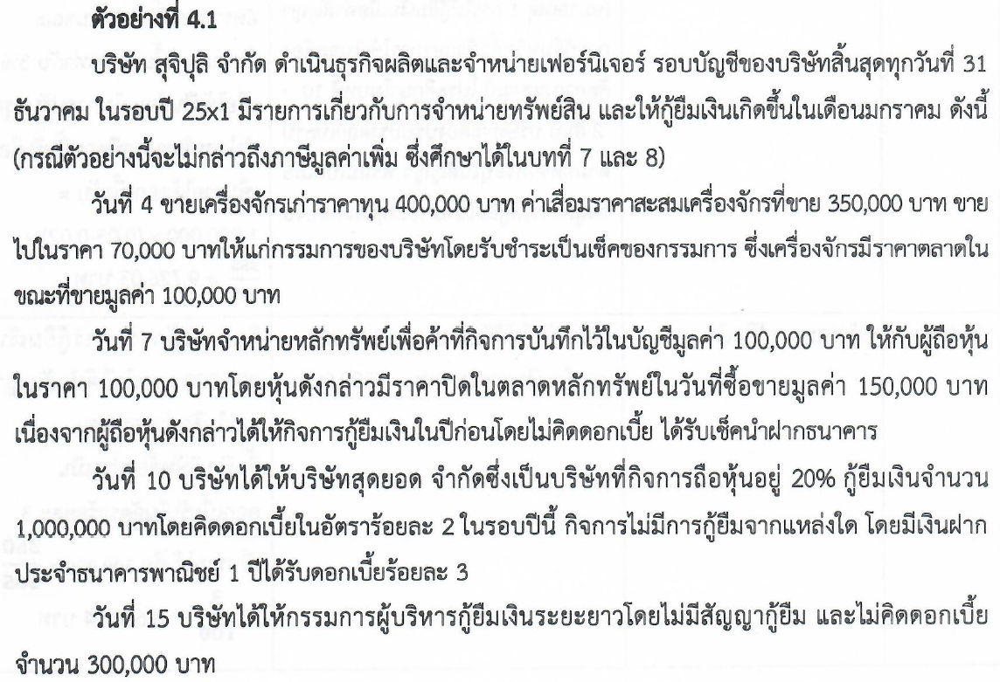 ตัวอย่างที่ 4.1
บริษัท สุจิปุลิ จำกัด ดำเนินธุรกิจผลิตและจำหน่ายเฟอร์นิเจอร์ รอบบัญชีของบริษัทสิ้นสุดทุกวันที่ 31
ธันวาคม ในรอบปี 25x1 มีรายการเกี่ยวกับการจำหน่ายทรัพย์สิน และให้กู้ยืมเงินเกิดขึ้นในเดือนมกราคม ดังนี้
(กรณีตัวอย่างนี้จะไม่กล่าวถึงภาษีมูลค่าเพิ่ม ซึ่งศึกษาได้ในบทที่ 7 และ 8)
วันที่ 4 ขายเครื่องจักรเก่าราคาทุน 400,000 บาท ค่าเสื่อมราคาสะสมเครื่องจักรที่ขาย 350,000 บาท ขาย
ไปในราคา 70,000 บาทให้แก่กรรมการของบริษัทโดยรับชำระเป็นเช็คของกรรมการ ซึ่งเครื่องจักรมีราคาตลาดใน
ขณะที่ขายมูลค่า 100,000 บาท
วันที่ 7 บริษัทจำหน่ายหลักทรัพย์เพื่อค้าที่กิจการบันทึกไว้ในบัญชีมูลค่า 100,000 บาท ให้กับผู้ถือหุ้น
ในราคา 100,000 บาทโดยหุ้นดังกล่าวมีราคาปิดในตลาดหลักทรัพย์ในวันที่ซื้อขายมูลค่า 150,000 บาท
เนื่องจากผู้ถือหุ้นดังกล่าวได้ให้กิจการกู้ยืมเงินในปีก่อนโดยไม่คิดดอกเบี้ย ได้รับเช็คนำฝากธนาคาร
วันที่ 10 บริษัทได้ให้บริษัทสุดยอด จำกัดซึ่งเป็นบริษัทที่กิจการถือหุ้นอยู่ 20% กู้ยืมเงินจำนวน
1,000,000 บาทโดยคิดดอกเบี้ยในอัตราร้อยละ 2 ในรอบปีนี้ กิจการไม่มีการกู้ยืมจากแหล่งใด โดยมีเงินฝาก
ประจำธนาคารพาณิชย์ 1 ปีได้รับดอกเบี้ยร้อยละ 3
วันที่ 15 บริษัทได้ให้กรรมการผู้บริหารกู้ยืมเงินระยะยาวโดยไม่มีสัญญากู้ยืม และไม่คิดดอกเบี้ย
จำนวน 300,000 บาท